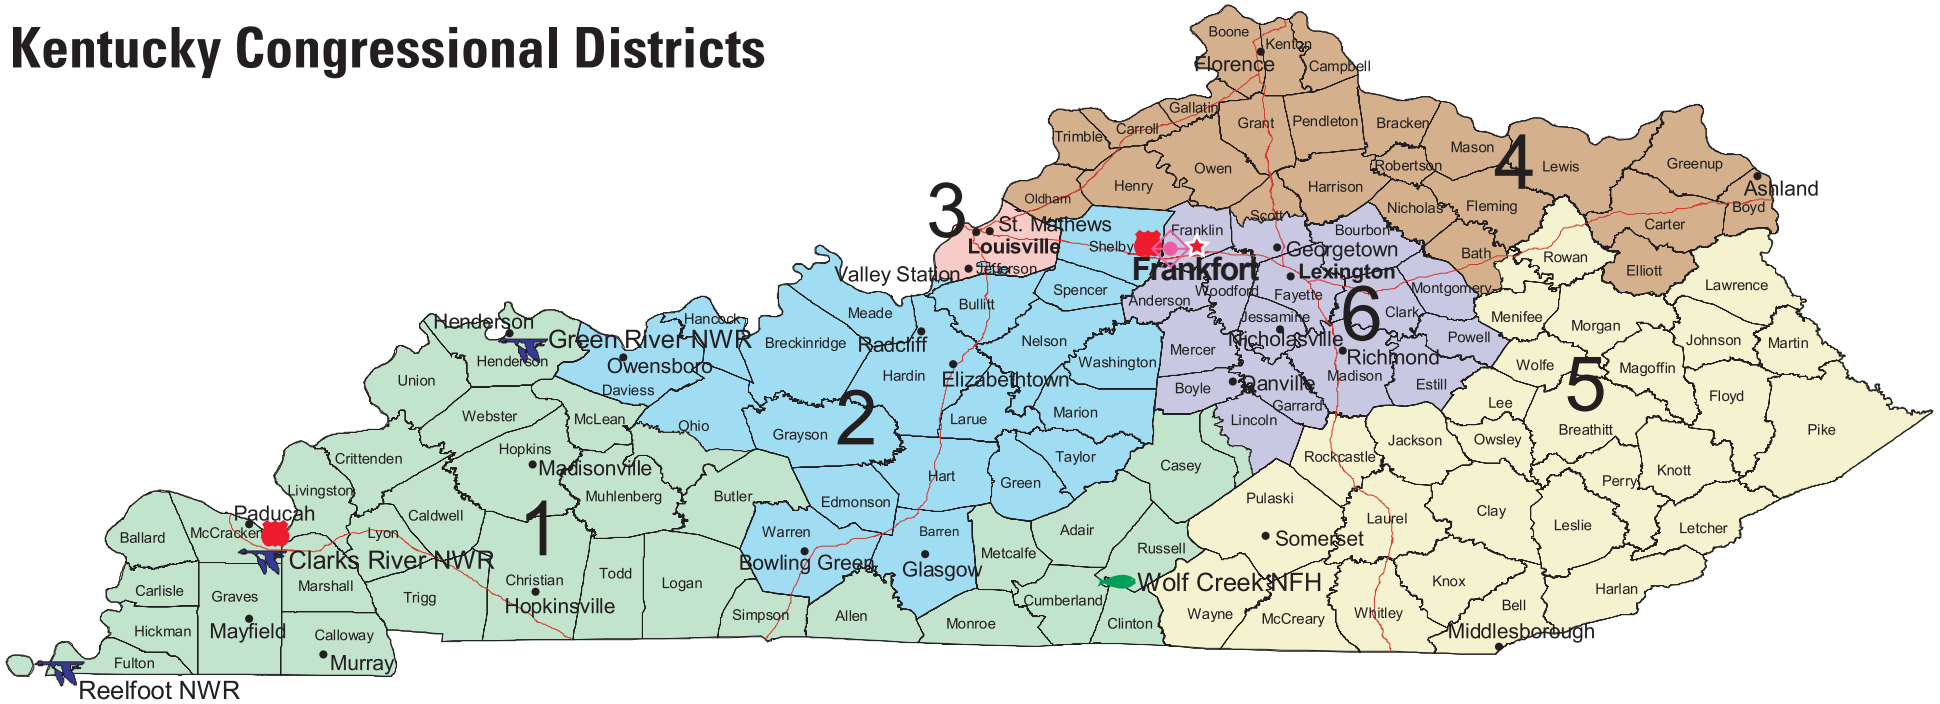 Kentucky Congressional Districts
Boone
Kenton
Florence
Campbell
Gallatin
Carroll
Trimble
Grant
Pendleton
Bracken
Mason
4
Lewis
Greenup
Ashland
Boyd
Carter
Owen
Henry
Robertson
Harrison
Nicholas
Fleming
Oldham
Scott
Bath
Elliott
3
St. Mathews
Louisville
Jefferson
Valley Station
Shelby
Franklin
Frankfort
Bourbon
Georgetown
Lexington
Rowan
Lawrence
Spencer
Bullitt
Anderson
Woodford
Fayette
6
Montgomery
Clark
Menifee
Morgan
Johnson
Martin
Meade
Hancock
Henderson
Green River NWR
Henderson
Breckinridge
Radcliff
Nelson
Washington
Mercer
Jessamine
Nicholasville
Richmond
Powell
Owensboro
Daviess
Hardin
Elizabethtown
Boyle
Danville
Madison
Estill
Wolfe
5
Magoffin
Floyd
Pike
Union
Webster
McLean
Ohio
Grayson
2
Larue
Marion
Lincoln
Garrard
Lee
Owsley
Breathitt
Jackson
Rockcastle
Crittenden
Hopkins
Madisonville
Muhlenberg
Butler
Hart
Green
Taylor
Casey
Pulaski
Perry
Knott
Livingston
Paducah
McCracken
Ballard
Lyon
Caldwell
1
Edmonson
Warren
Bowling Green
Barren
Glasgow
Metcalfe
Adair
Russell
Somerset
Laurel
Clay
Leslie
Letcher
Clarks River NWR
Carlisle
Graves
Marshall
Trigg
Christian
Hopkinsville
Todd
Logan
Simpson
Allen
Monroe
Cumberland
Wolf Creek NFH
Clinton
Wayne
McCreary
Whitley
Knox
Bell
Harlan
Middlesborough
Hickman
Mayfield
Calloway
Murray
Fulton
Reelfoot NWR